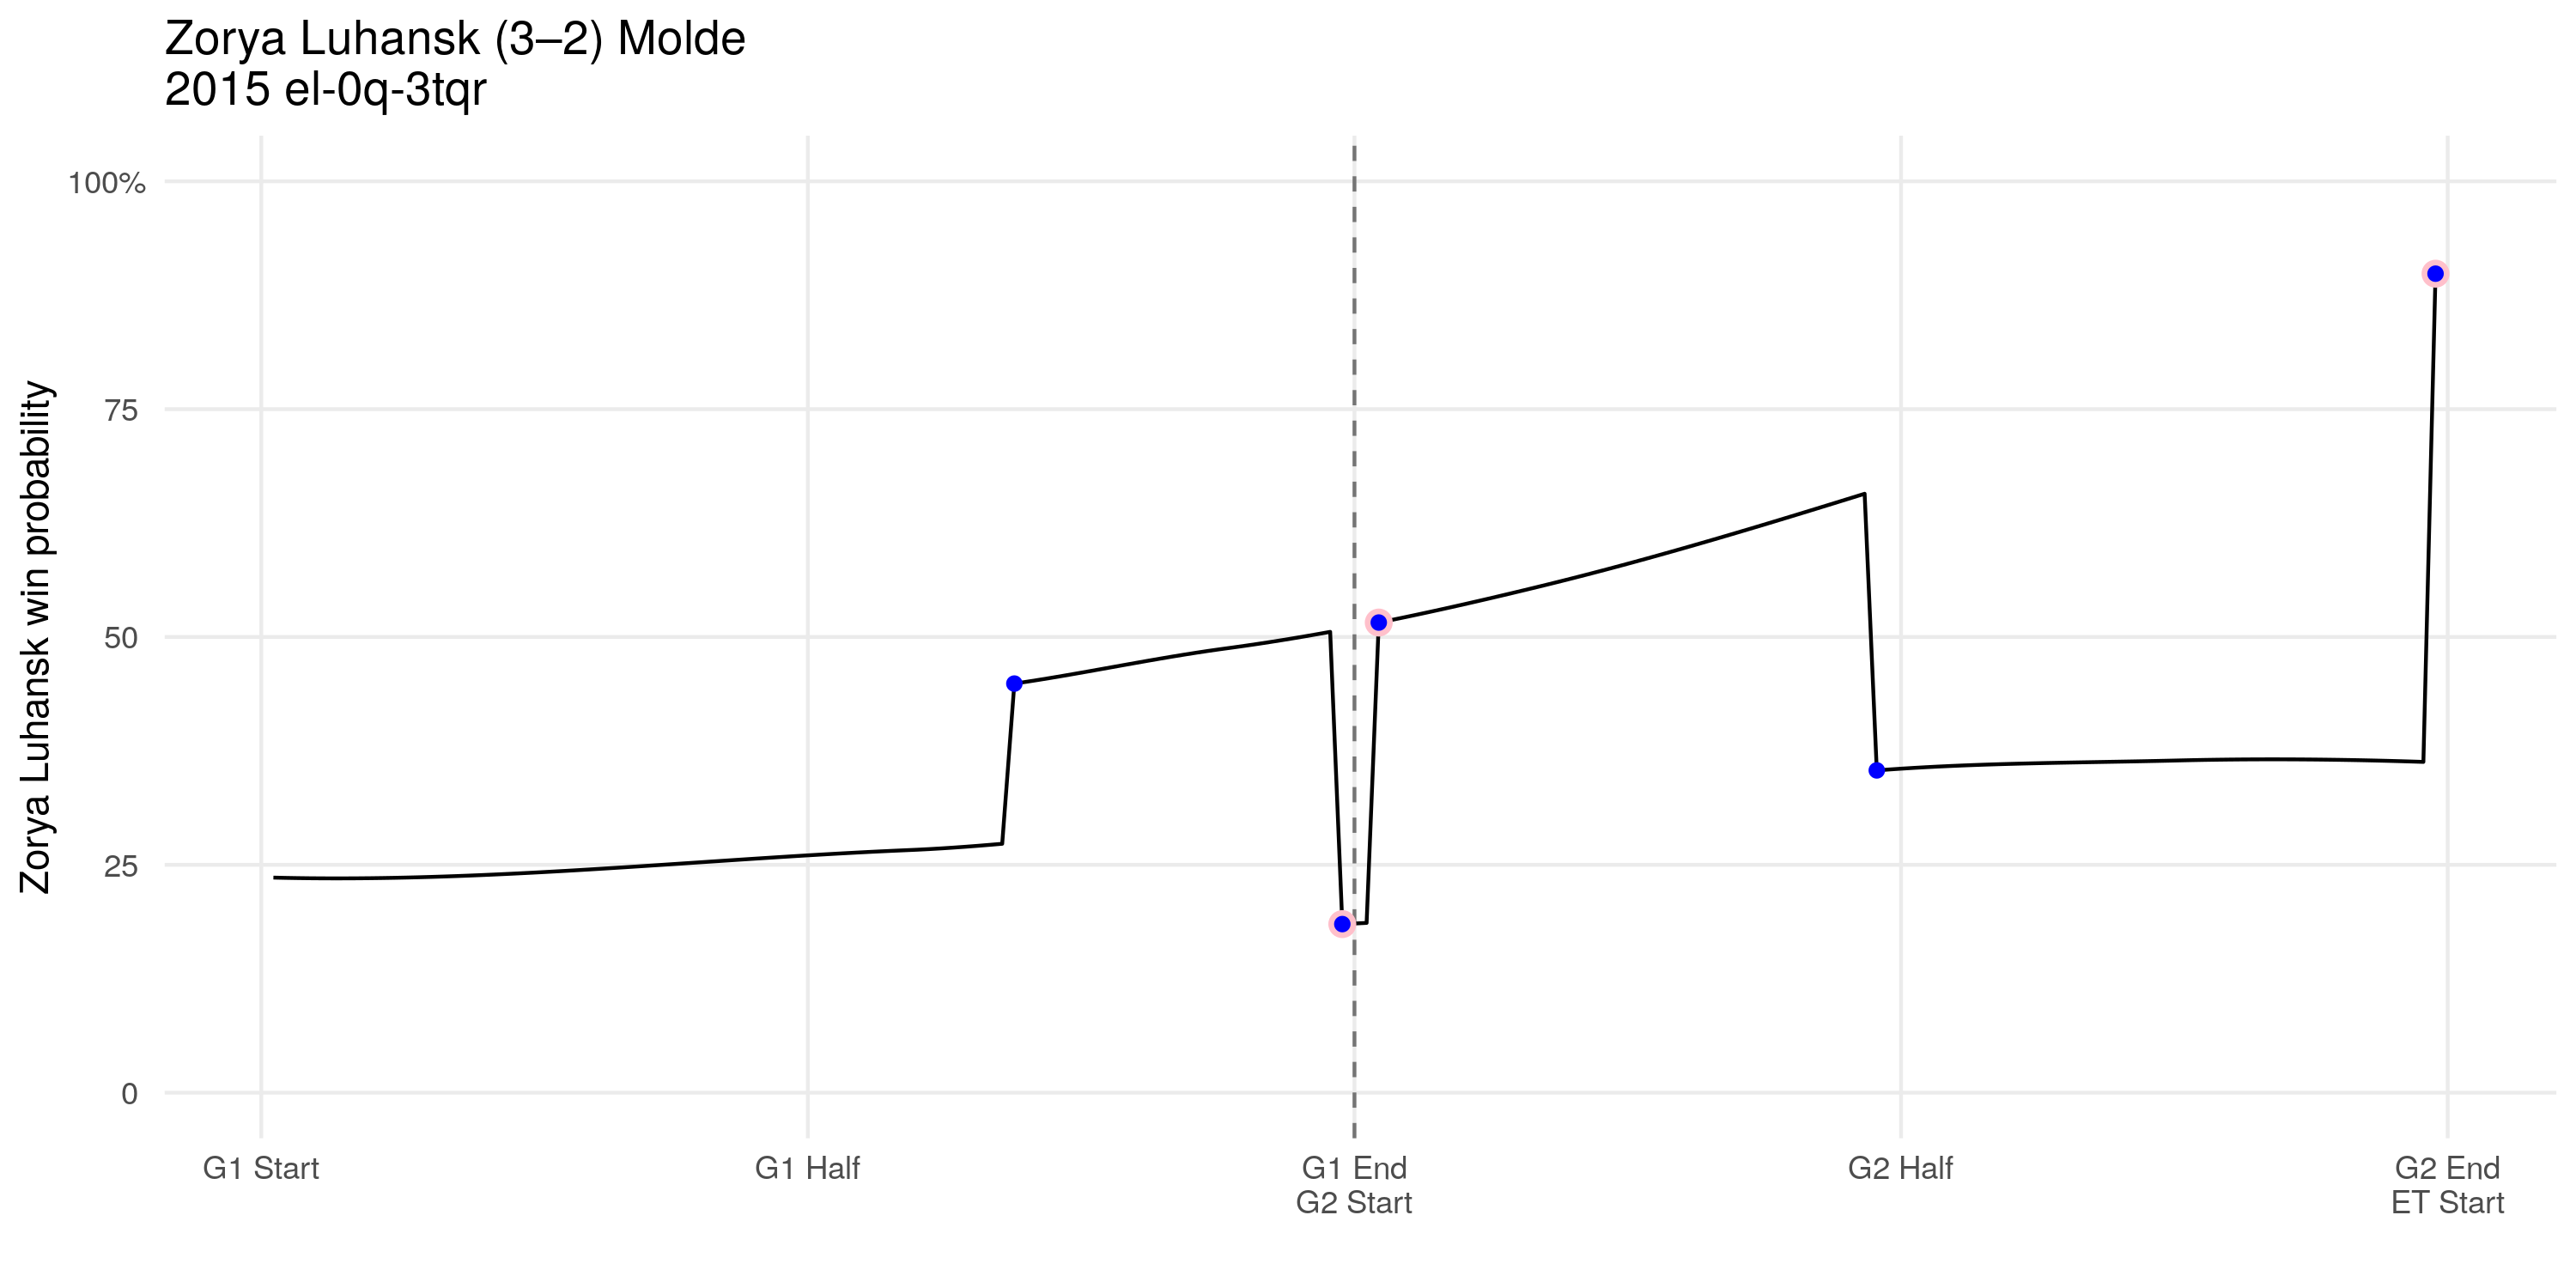 Zorya Luhansk (3–2) Molde
2015 el-0q-3tqr
Zorya Luhansk win probability
100%
75
50
25
0
G1 Start
G1 Half
G1 End
G2 Start
G2 Half
G2 End
ET Start